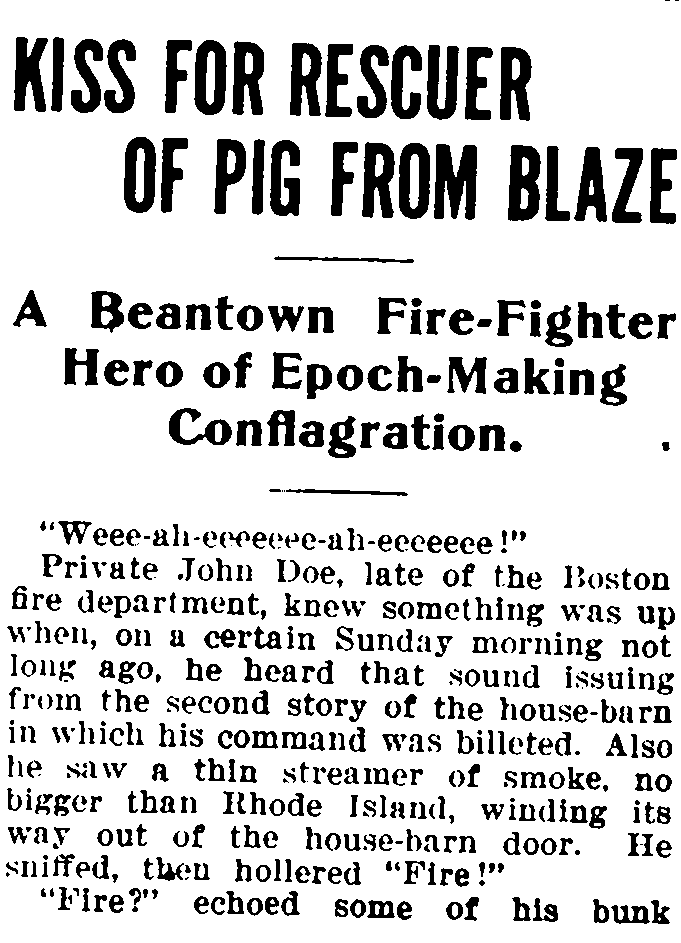 KISS FOR RESCUER
OF PIG FROM BLAZE
A Beantown Fire-Fighter
Hero of Epoch-Making
Conflagration.
"Weee-ah-eeeeeee-ah-eeeeeee!"
Private John Doe, late of the Boston
fire department, knew something was up
when, on a certain Sunday morning not
long ago, he heard that sound issuing
from the second story of the house-barn
in which his command was billeted. Also
he saw a thin streamer of smoke, no
bigger than Rhode Island, winding its
way out of the house-barn door. He
sniffed, then hollered "Fire!"
"Fire?" echoed some of his bunk